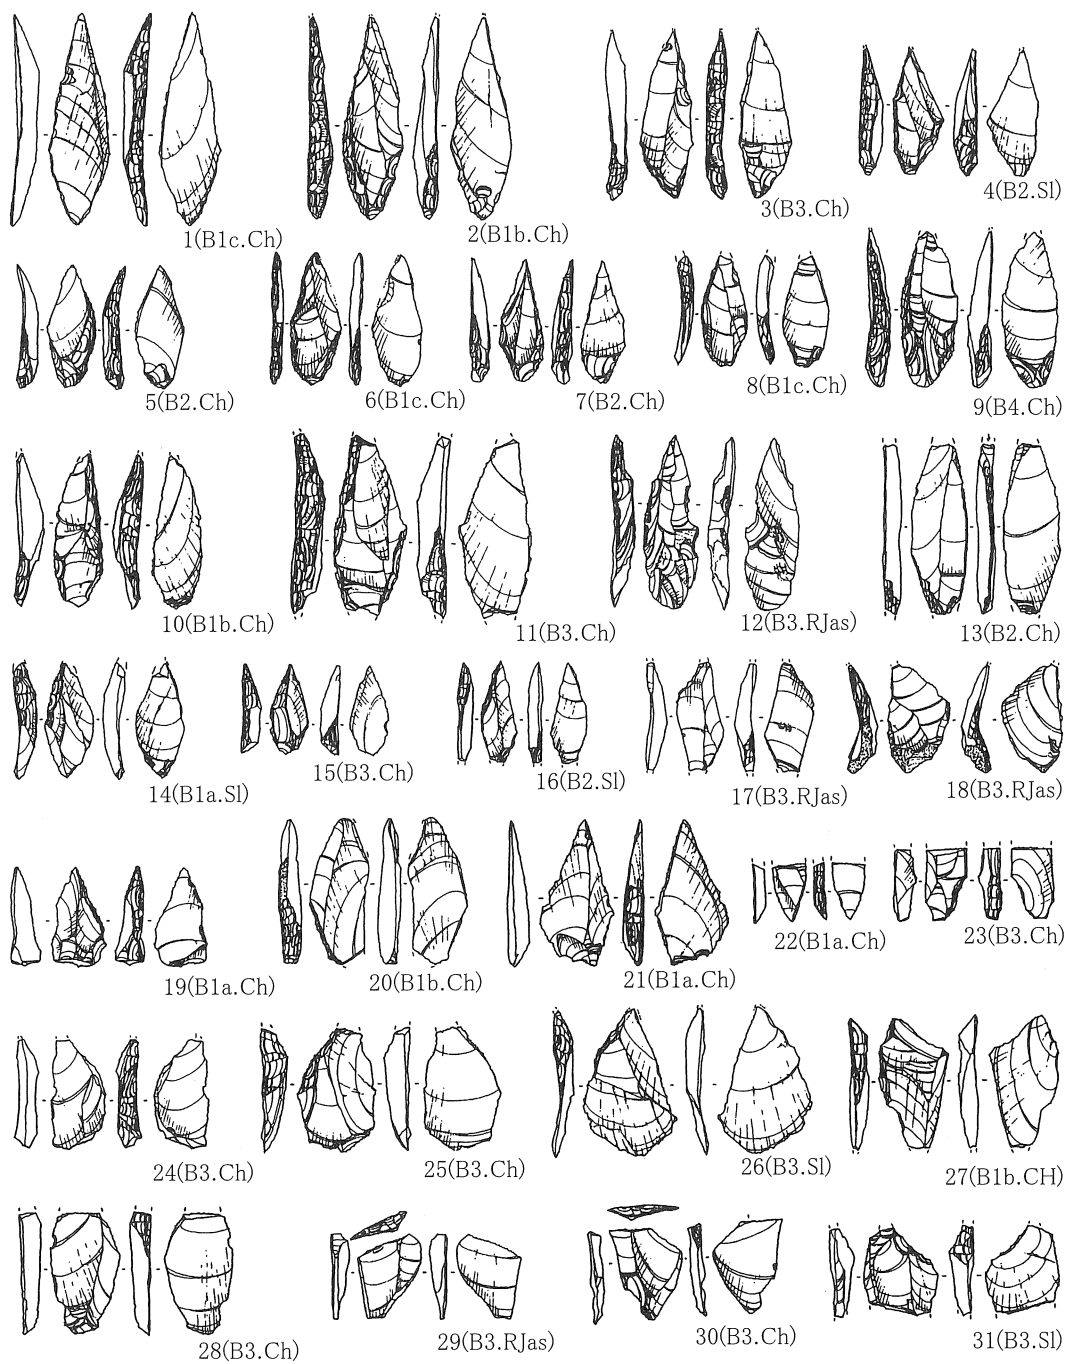 1(B1c.Ch)
2(B1b.Ch)
3(B3.Ch)
4(B2.Sl)
5(B2.Ch)
6(B1c.Ch)
7(B2.Ch)
8(B1c.Ch)
9(B4.Ch)
10(B1b.Ch)
11(B3.Ch)
12(B3.RJas)
13(B2.Ch)
14(B1a.Sl)
15(B3.Ch)
16(B2.Sl)
17(B3.RJas)
18(B3.RJas)
19(B1a.Ch)
20(B1b.Ch)
21(B1a.Ch)
22(B1a.Ch)
23(B3.Ch)
24(B3.Ch)
25(B3.Ch)
26(B3.Sl)
27(B1b.CH)
28(B3.Ch)
29(B3.RJas)
30(B3.Ch)
31(B3.Sl)